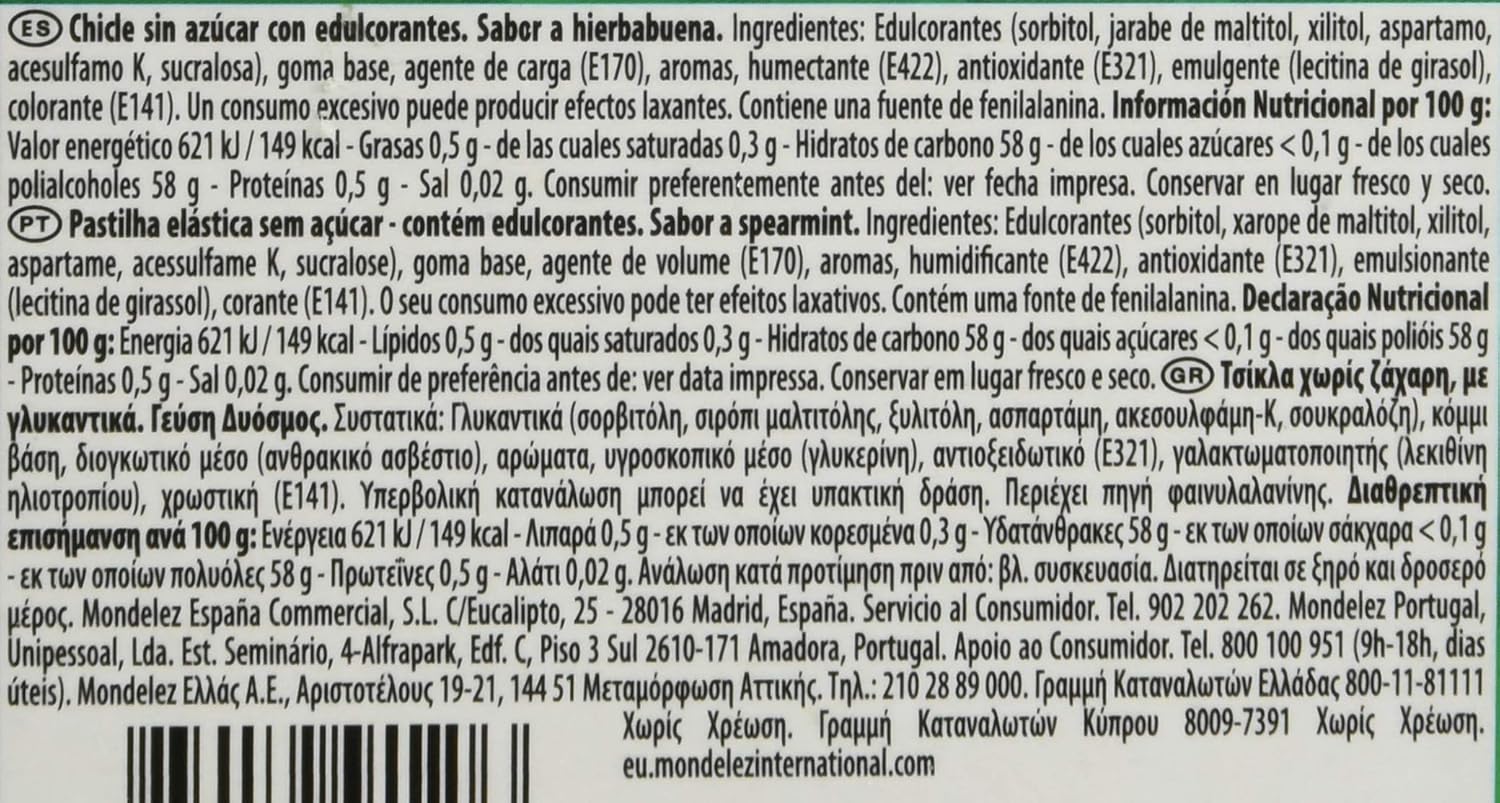 ES Chicle sin azúcar con edulcorantes. Sabor a hierbabuena. Ingredientes: Edulcorantes (sorbitol, jarabe de maltitol, xilitol, aspartamo,
acesulfamo K, sucralosa), goma base, agente de carga (E170), aromas, humectante (E422), antioxidante (E321), emulgente (lecitina de girasol),
colorante (E141). Un consumo excesivo puede producir efectos laxantes. Contiene una fuente de fenilalanina. Información Nutricional por 100 g:
Valor energético 621 kJ / 149 kcal - Grasas 0,5 g - de las cuales saturadas 0,3 g - Hidratos de carbono 58 g - de los cuales azúcares < 0,1 g - de los cuales
polialcoholes 58 g - Proteínas 0,5 g - Sal 0,02 g. Consumir preferentemente antes del: ver fecha impresa. Conservar en lugar fresco y seco.
PT Pastilha elástica sem açúcar - contém edulcorantes. Sabor a spearmint. Ingredientes: Edulcorantes (sorbitol, xarope de maltitol, xilitol,
aspartame, acessulfame K, sucralose), goma base, agente de volume (E170), aromas, humidificante (E422), antioxidante (E321), emulsionante
(lecitina de girassol), corante (E141). O seu consumo excessivo pode ter efeitos laxativos. Contém uma fonte de fenilalanina. Declaração Nutricional
por 100 g: Energia 621 kJ / 149 kcal - Lípidos 0,5 g - dos quais saturados 0,3 g - Hidratos de carbono 58 g - dos quais açúcares < 0,1 g - dos quais polióis 58 g
- Proteínas 0,5 g - Sal 0,02 g. Consumir de preferência antes de: ver data impressa. Conservar em lugar fresco e seco. GR Τσίκλα χωρίς ζάχαρη, με
γλυκαντικά. Γεύση Δυόσμος. Συστατικά: Γλυκαντικά (σορβιτόλη, σιρόπι μαλτιτόλης, ξυλιτόλη, ασπαρτάμη, ακεσουλφάμη-Κ, σουκραλόζη), κόμμι
βάση, διογκωτικό μέσο (ανθρακικό ασβέστιο), αρώματα, υγροσκοπικό μέσο (γλυκερίνη), αντιοξειδωτικό (Ε321), γαλακτωματοποιητής (λεκιθίνη
ηλιοτροπίου), χρωστική (Ε141). Υπερβολική κατανάλωση μπορεί να έχει υπακτική δράση. Περιέχει πηγή φαινυλαλανίνης. Διαθρεπτική
επισήμανση ανά 100 g: Ενέργεια 621 kJ / 149 kcal - Λιπαρά 0,5 g - εκ των οποίων κορεσμένα 0,3 g - Υδατάνθρακες 58 g - εκ των οποίων σάκχαρα < 0,1 g
- εκ των οποίων πολυόλες 58 g - Πρωτεΐνες 0,5 g - Αλάτι 0,02 g. Ανάλωση κατά προτίμηση πριν από: βλ. συσκευασία. Διατηρείται σε ξηρό και δροσερό
μέρος. Mondelez España Commercial, S.L. C/Eucalipto, 25 - 28016 Madrid, España. Servicio al Consumidor. Tel. 902 202 262. Mondelez Portugal,
Unipessoal, Lda. Est. Seminário, 4-Alfrapark, Edf. C, Piso 3 Sul 2610-171 Amadora, Portugal. Apoio ao Consumidor. Tel. 800 100 951 (9h-18h, dias
úteis). Mondelez Ελλάς Α.Ε., Αριστοτέλους 19-21, 144 51 Μεταμόρφωση Αττικής. Τηλ.: 210 28 89 000. Γραμμή Καταναλωτών Ελλάδας 800-11-81111
Χωρίς Χρέωση. Γραμμή Καταναλωτών Κύπρου 8009-7391 Χωρίς Χρέωση.
eu.mondelezinternational.com